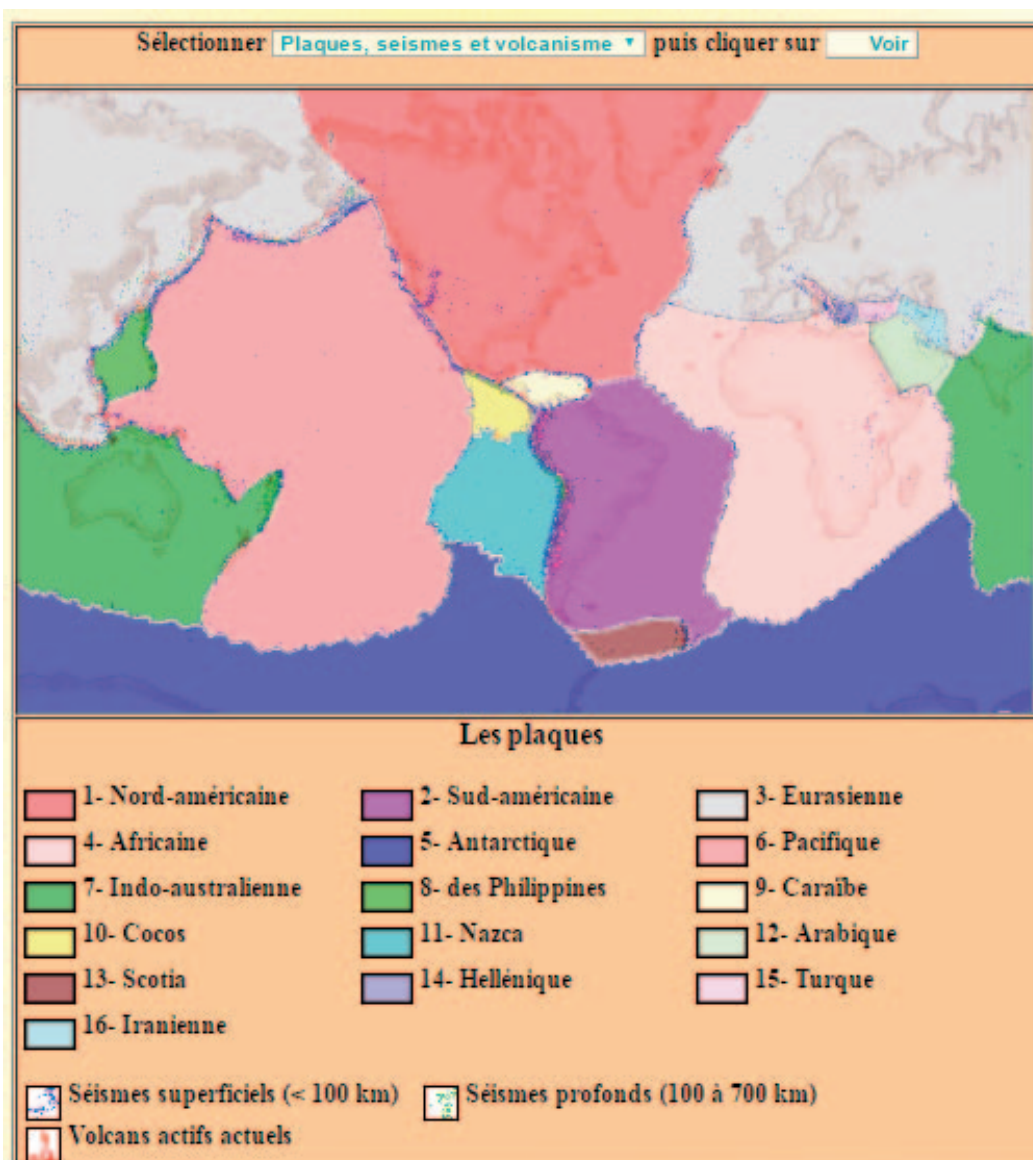 Sélectionner Plaques, seismes et volcanisme ▼ puis cliquer sur Voir
Les plaques
1- Nord-américaine 2- Sud-américaine 3- Eurasienne
4- Africaine 5- Antarctique 6- Pacifique
7- Indo-australienne 8- des Philippines 9- Caraïbe
10- Cocos 11- Nazca 12- Arabique
13- Scotia 14- Hellénique 15- Turque
16- Iranienne
Séismes superficiels (< 100 km) Séismes profonds (100 à 700 km)
Volcans actifs actuels